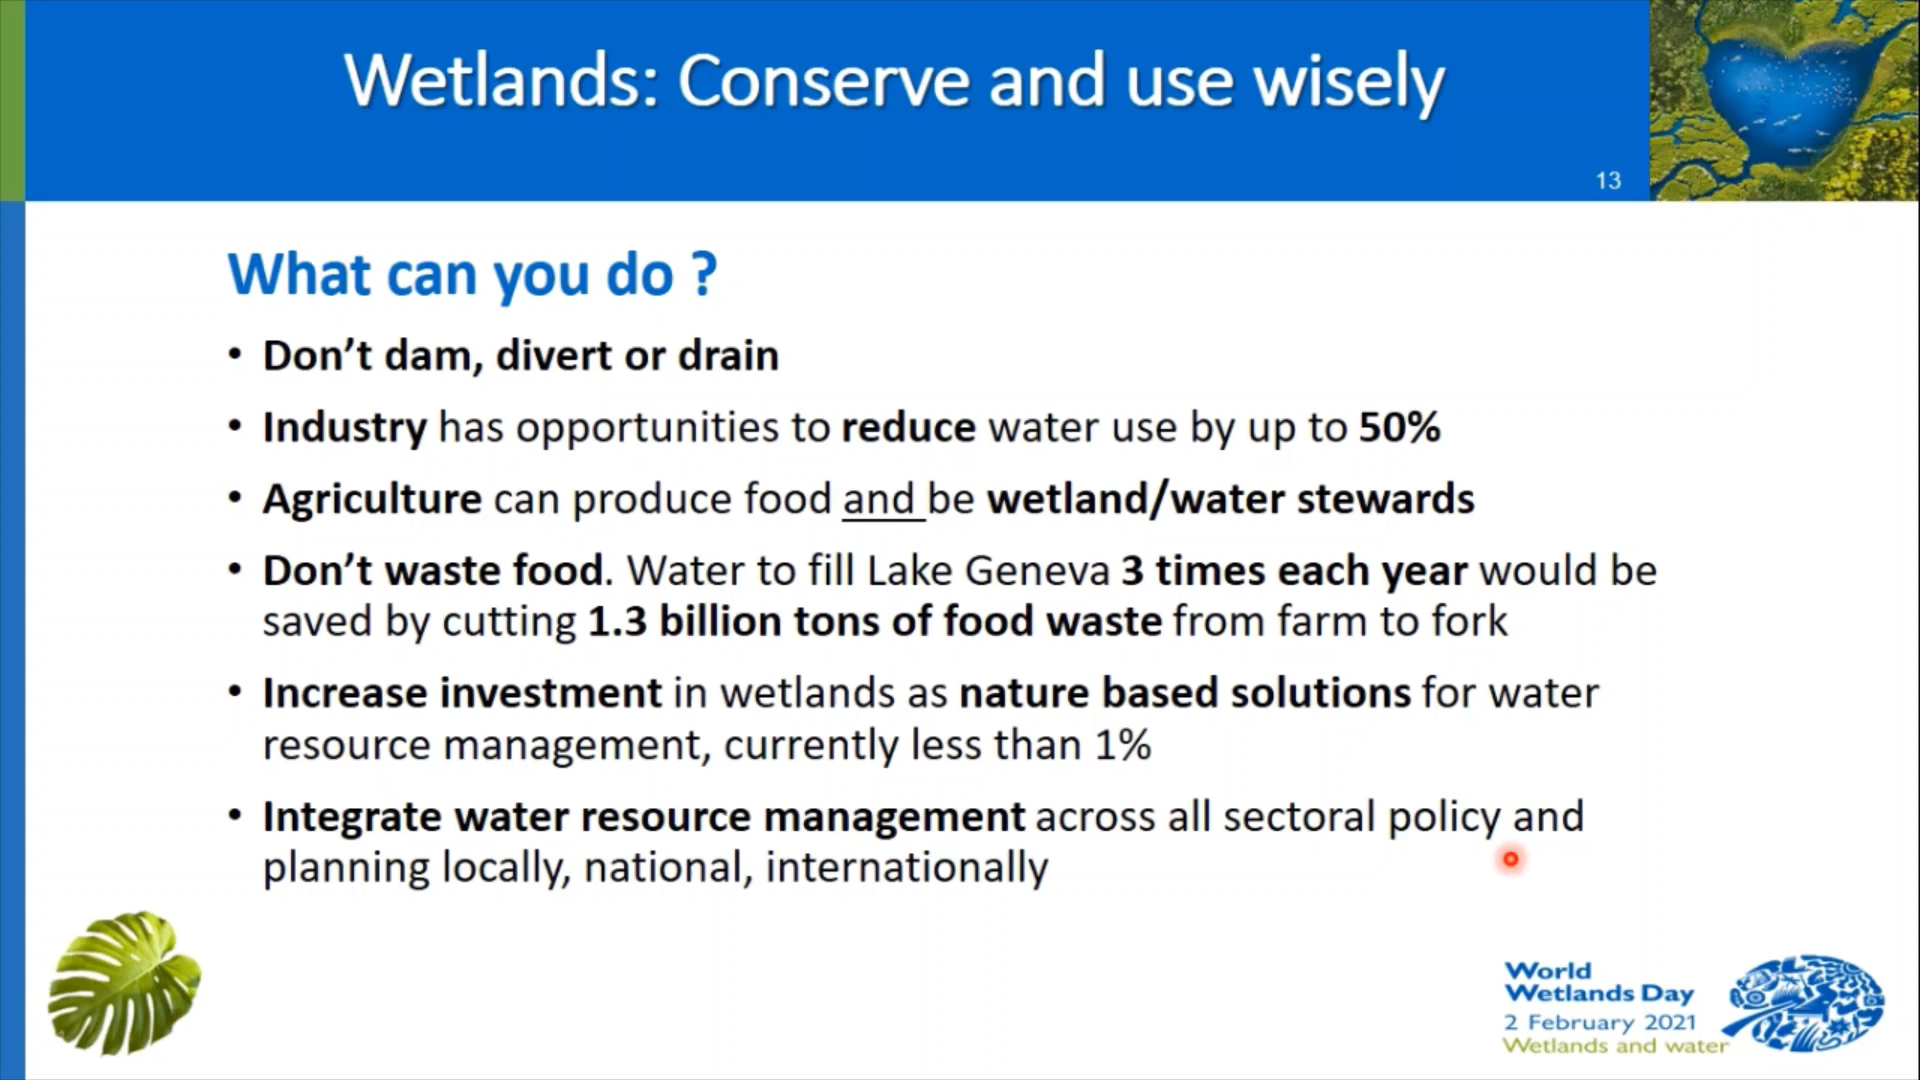 Wetlands: Conserve and use wisely
13
What can you do ?
• Don’t dam, divert or drain
• Industry has opportunities to reduce water use by up to 50%
• Agriculture can produce food and be wetland/water stewards
• Don’t waste food. Water to fill Lake Geneva 3 times each year would be
saved by cutting 1.3 billion tons of food waste from farm to fork
• Increase investment in wetlands as nature based solutions for water
resource management, currently less than 1%
• Integrate water resource management across all sectoral policy and
planning locally, national, internationally
World
Wetlands Day
2 February 2021
Wetlands and water